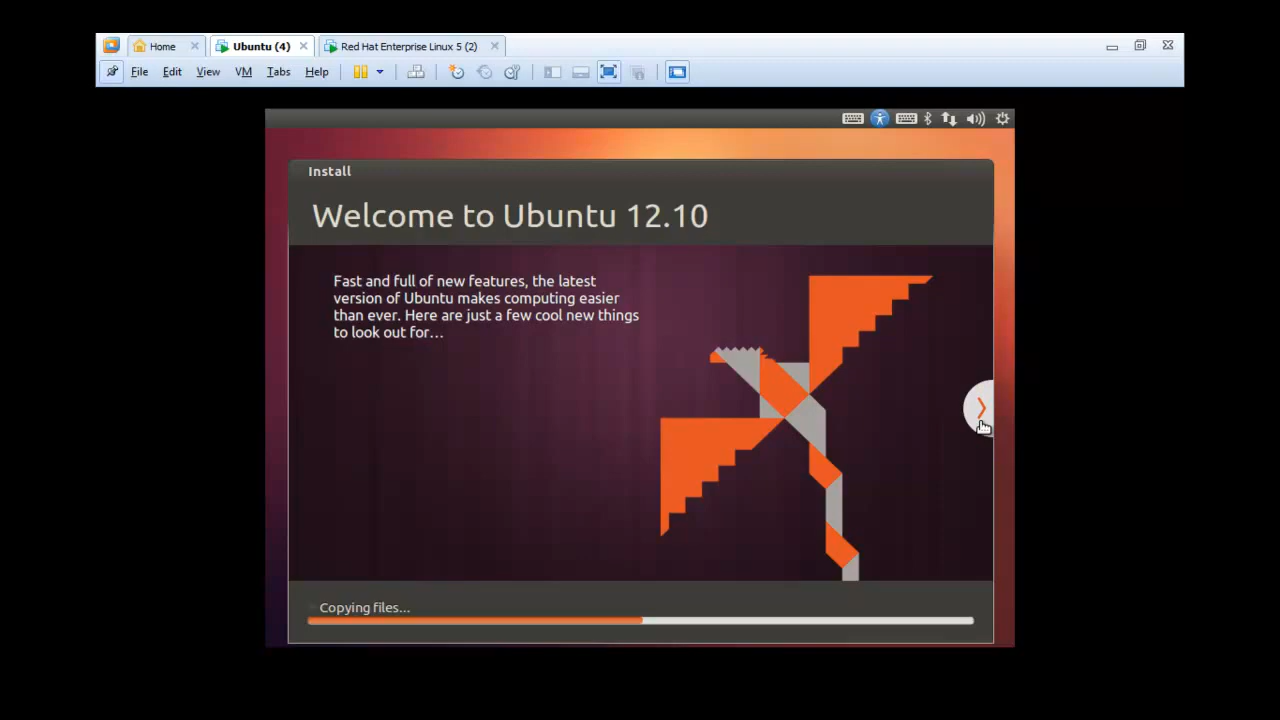 Home
Ubuntu (4)
Red Hat Enterprise Linux 5 (2)
File Edit View VM Tabs Help
Install
Welcome to Ubuntu 12.10
Fast and full of new features, the latest
version of Ubuntu makes computing easier
than ever. Here are just a few cool new things
to look out for...
Copying files...